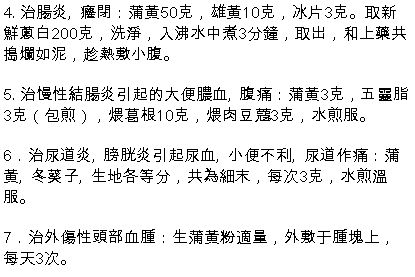 4. 治腸炎, 癃閉：蒲黃50克，雄黃10克，冰片3克。取新
鮮蔥白200克，洗淨，入沸水中煮3分鐘，取出，和上藥共
搗爛如泥，趁熱敷小腹。
5. 治慢性結腸炎引起的大便膿血, 腹痛：蒲黃3克，五靈脂
3克（包煎），煨葛根10克，煨肉豆蔻3克，水煎服。
6．治尿道炎, 膀胱炎引起尿血, 小便不利, 尿道作痛：蒲
黃, 冬葵子, 生地各等分，共為細末，每次3克，水煎溫
服。
7．治外傷性頭部血腫：生蒲黃粉適量，外敷于腫塊上，
每天3次。